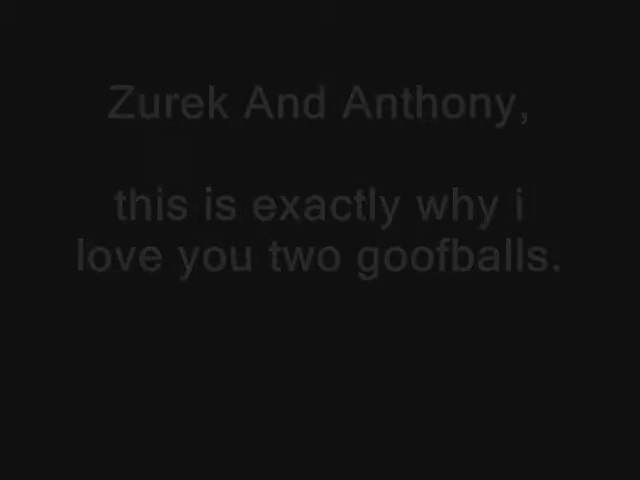 Zurek And Anthony,
this is exactly why i
love you two goofballs.